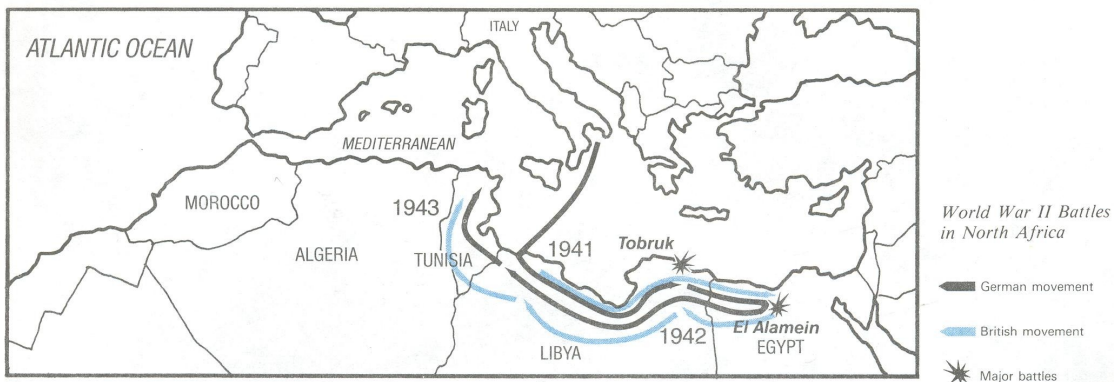 ITALY
ATLANTIC OCEAN
MEDITERRANEAN
MOROCCO
1943
ALGERIA
TUNISIA
1941
Tobruk
1942
El Alamein
EGYPT
LIBYA
World War II Battles
in North Africa
German movement
British movement
Major battles